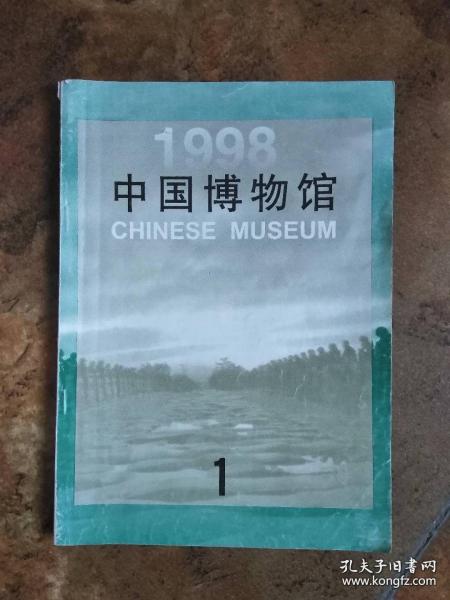 1998
中国博物馆
CHINESE MUSEUM
1
孔夫子旧书网
www.kongfz.com